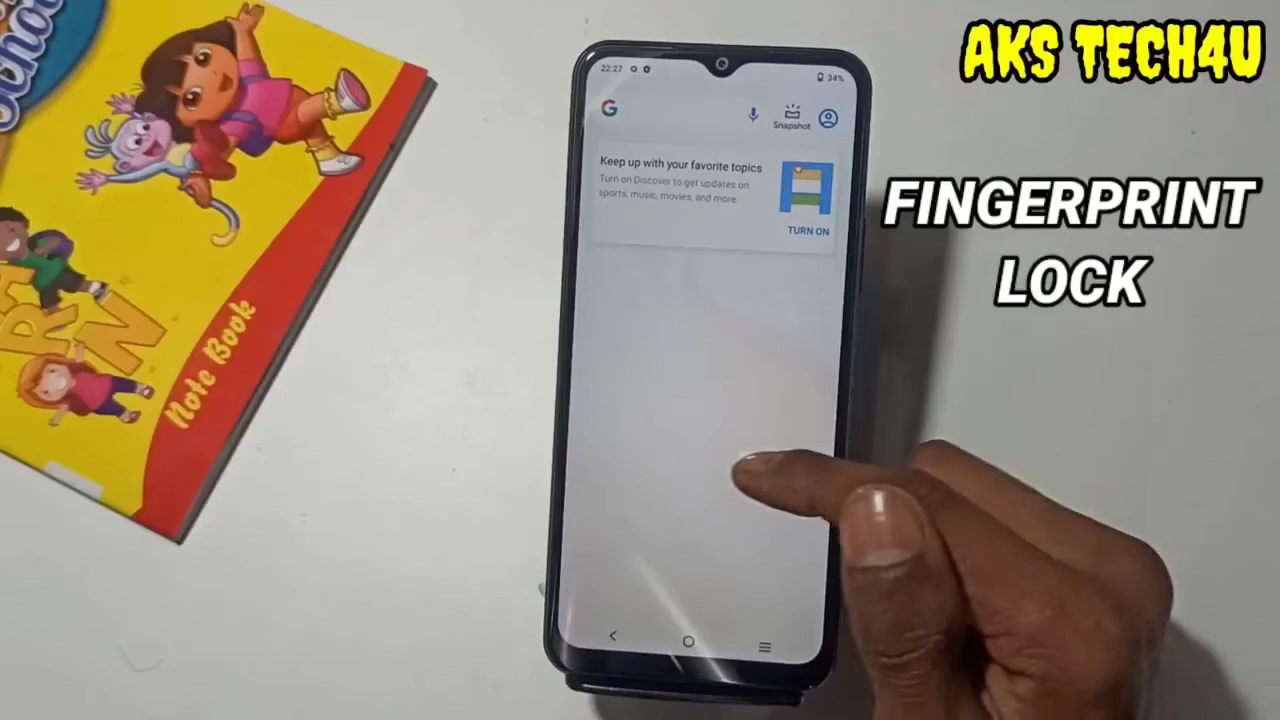 School
Note Book
22:27
34%
G
Snapshot
Keep up with your favorite topics
Turn on Discover to get updates on
sports, music, movies, and more
TURN ON
AKS TECH4U
FINGERPRINT
LOCK